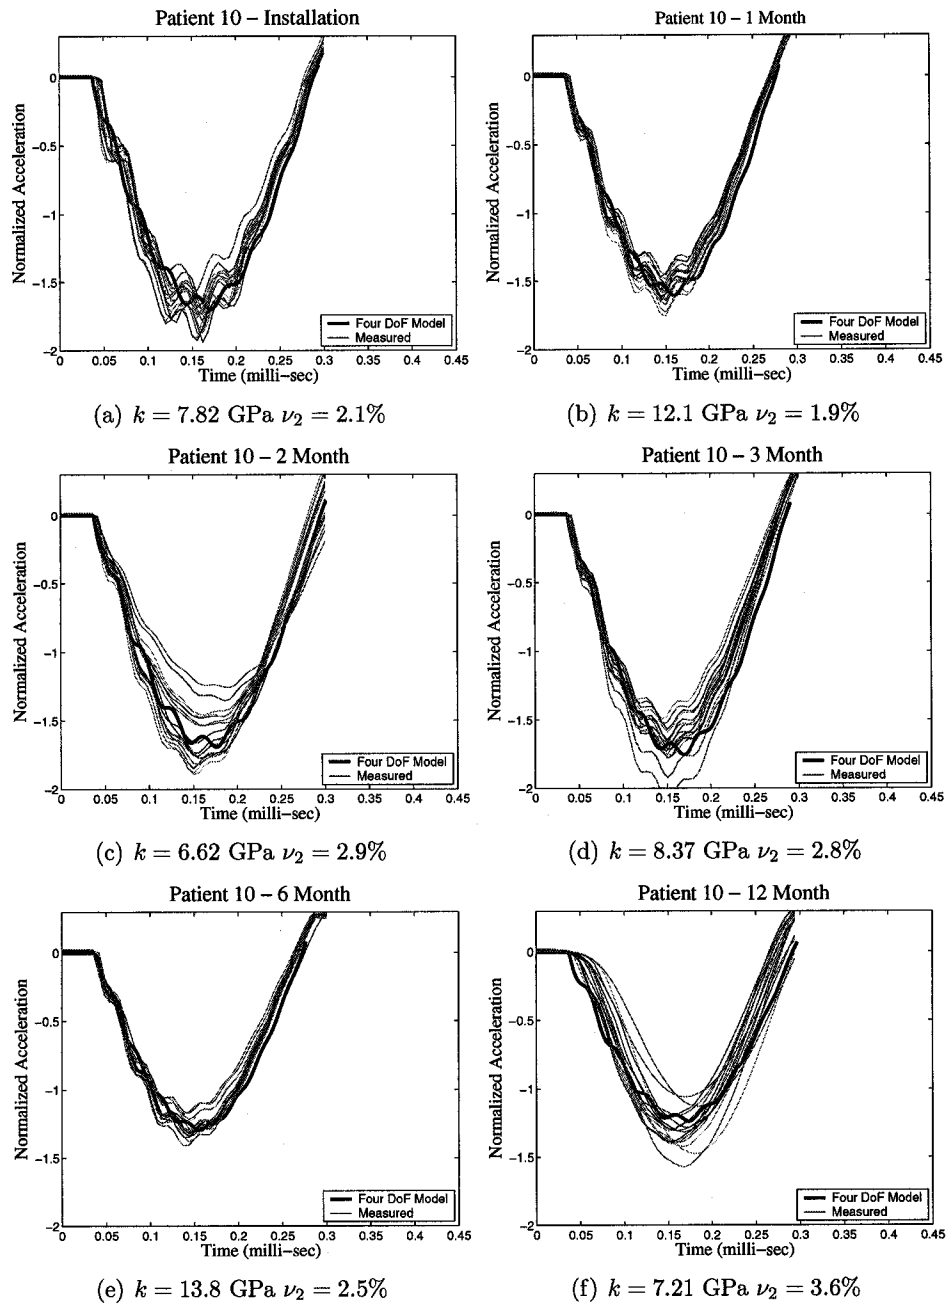 Patient 10 – Installation
Normalized Acceleration
0
−0.5
−1
−1.5
−2
0 0.05 0.1 0.15 0.2 0.25 0.3 0.35 0.4 0.45
Time (milli−sec)
Four DoF Model
Measured
(a) k = 7.82 GPa ν₂ = 2.1%
Patient 10 – 1 Month
Normalized Acceleration
0
−0.5
−1
−1.5
−2
0 0.05 0.1 0.15 0.2 0.25 0.3 0.35 0.4 0.45
Time (milli−sec)
Four DoF Model
Measured
(b) k = 12.1 GPa ν₂ = 1.9%
Patient 10 – 2 Month
Normalized Acceleration
0
−0.5
−1
−1.5
−2
0 0.05 0.1 0.15 0.2 0.25 0.3 0.35 0.4 0.45
Time (milli−sec)
Four DoF Model
Measured
(c) k = 6.62 GPa ν₂ = 2.9%
Patient 10 – 3 Month
Normalized Acceleration
0
−0.5
−1
−1.5
−2
0 0.05 0.1 0.15 0.2 0.25 0.3 0.35 0.4 0.45
Time (milli−sec)
Four DoF Model
Measured
(d) k = 8.37 GPa ν₂ = 2.8%
Patient 10 – 6 Month
Normalized Acceleration
0
−0.5
−1
−1.5
−2
0 0.05 0.1 0.15 0.2 0.25 0.3 0.35 0.4 0.45
Time (milli−sec)
Four DoF Model
Measured
(e) k = 13.8 GPa ν₂ = 2.5%
Patient 10 – 12 Month
Normalized Acceleration
0
−0.5
−1
−1.5
−2
0 0.05 0.1 0.15 0.2 0.25 0.3 0.35 0.4 0.45
Time (milli−sec)
Four DoF Model
Measured
(f) k = 7.21 GPa ν₂ = 3.6%